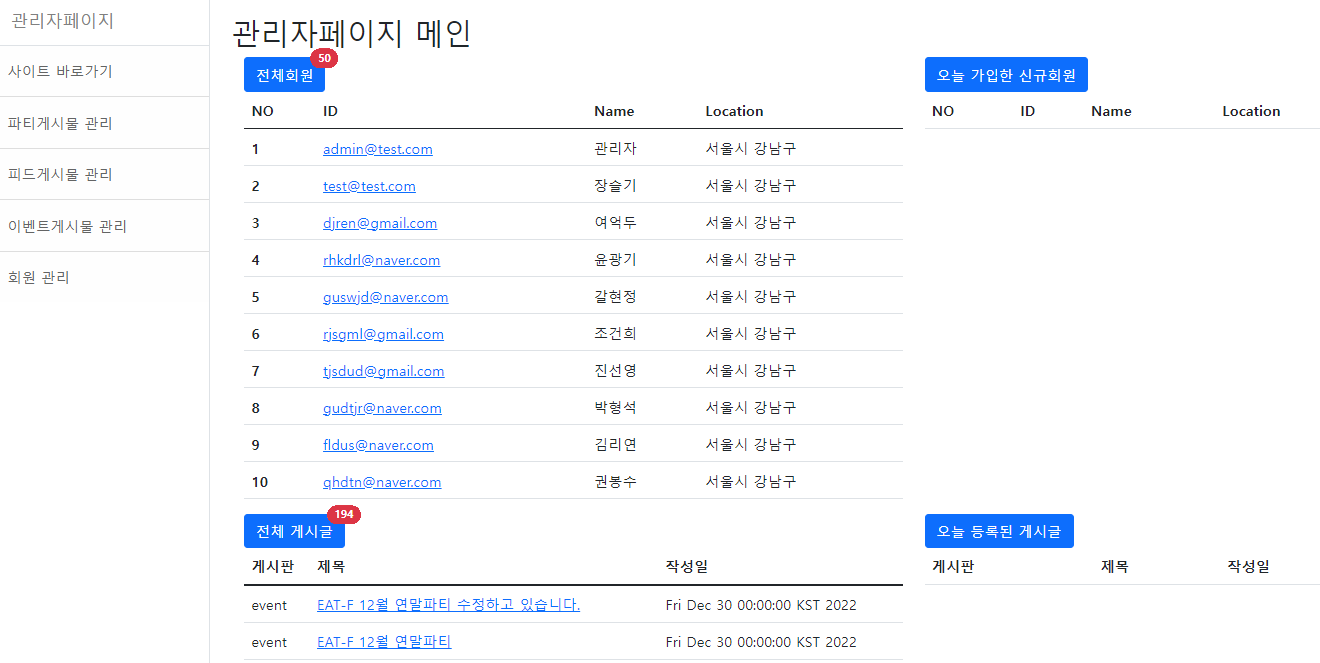 관리자페이지
사이트 바로가기
파티게시물 관리
피드게시물 관리
이벤트게시물 관리
회원 관리
관리자페이지 메인
전체회원 50
NO ID Name Location
1 admin@test.com 관리자 서울시 강남구
2 test@test.com 장슬기 서울시 강남구
3 djren@gmail.com 여억두 서울시 강남구
4 rhkdrl@naver.com 윤광기 서울시 강남구
5 guswjd@naver.com 갈현정 서울시 강남구
6 rjsgml@gmail.com 조건희 서울시 강남구
7 tjsdud@gmail.com 진선영 서울시 강남구
8 gudtjr@naver.com 박형석 서울시 강남구
9 fldus@naver.com 김리연 서울시 강남구
10 qhdtn@naver.com 권봉수 서울시 강남구
오늘 가입한 신규회원
NO ID Name Location
전체 게시글 194
게시판 제목 작성일
event EAT-F 12월 연말파티 수정하고 있습니다. Fri Dec 30 00:00:00 KST 2022
event EAT-F 12월 연말파티 Fri Dec 30 00:00:00 KST 2022
오늘 등록된 게시글
게시판 제목 작성일